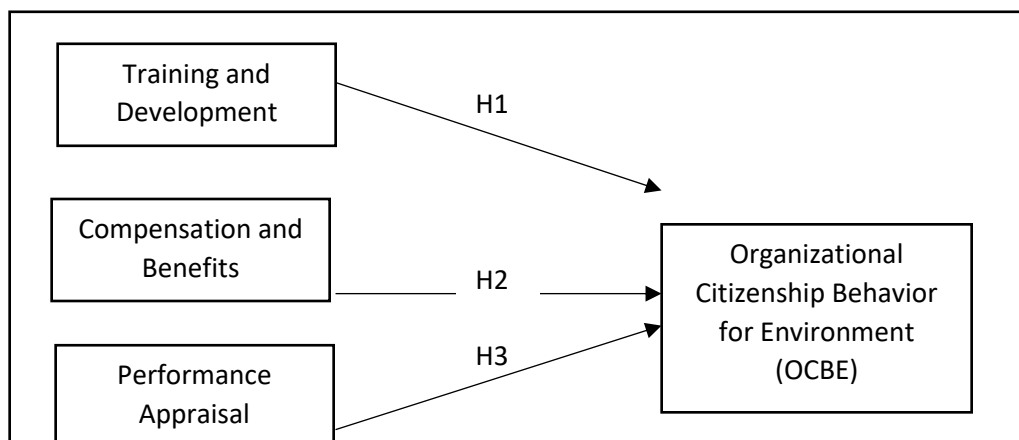 Training and
Development
H1
Compensation and
Benefits
H2
Organizational
Citizenship Behavior
for Environment
(OCBE)
H3
Performance
Appraisal